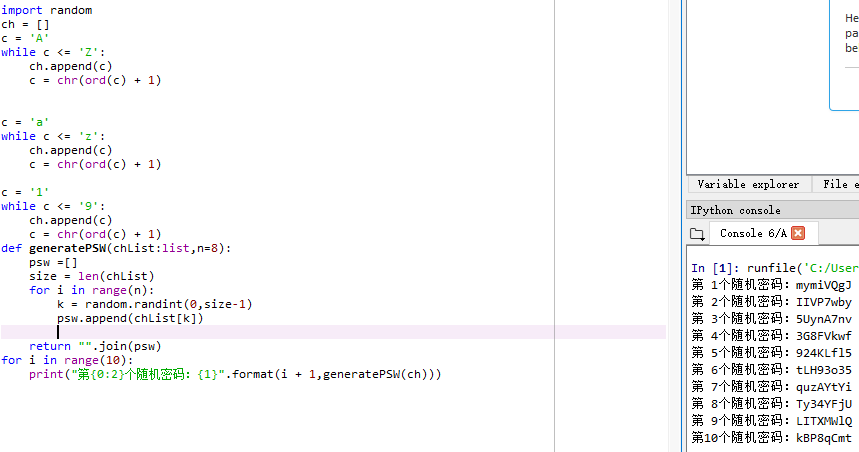 import random
ch = []
c = 'A'
while c <= 'Z':
    ch.append(c)
    c = chr(ord(c) + 1)
c = 'a'
while c <= 'z':
    ch.append(c)
    c = chr(ord(c) + 1)
c = '1'
while c <= '9':
    ch.append(c)
    c = chr(ord(c) + 1)
def generatePSW(chList:list,n=8):
    psw =[]
    size = len(chList)
    for i in range(n):
        k = random.randint(0,size-1)
        psw.append(chList[k])
    return "".join(psw)
for i in range(10):
    print("第{0:2}个随机密码: {1}".format(i + 1,generatePSW(ch)))
He
pa
be
Variable explorer File e
IPython console
Console 6/A
In [1]: runfile('C:/User
第 1个随机密码: mymiVQgJ
第 2个随机密码: IIVP7wby
第 3个随机密码: 5UynA7nv
第 4个随机密码: 3G8FVkwf
第 5个随机密码: 924KLfl5
第 6个随机密码: tLH93o35
第 7个随机密码: quzAYtYi
第 8个随机密码: Ty34YFjU
第 9个随机密码: LITXMWlQ
第10个随机密码: kBP8qCmt